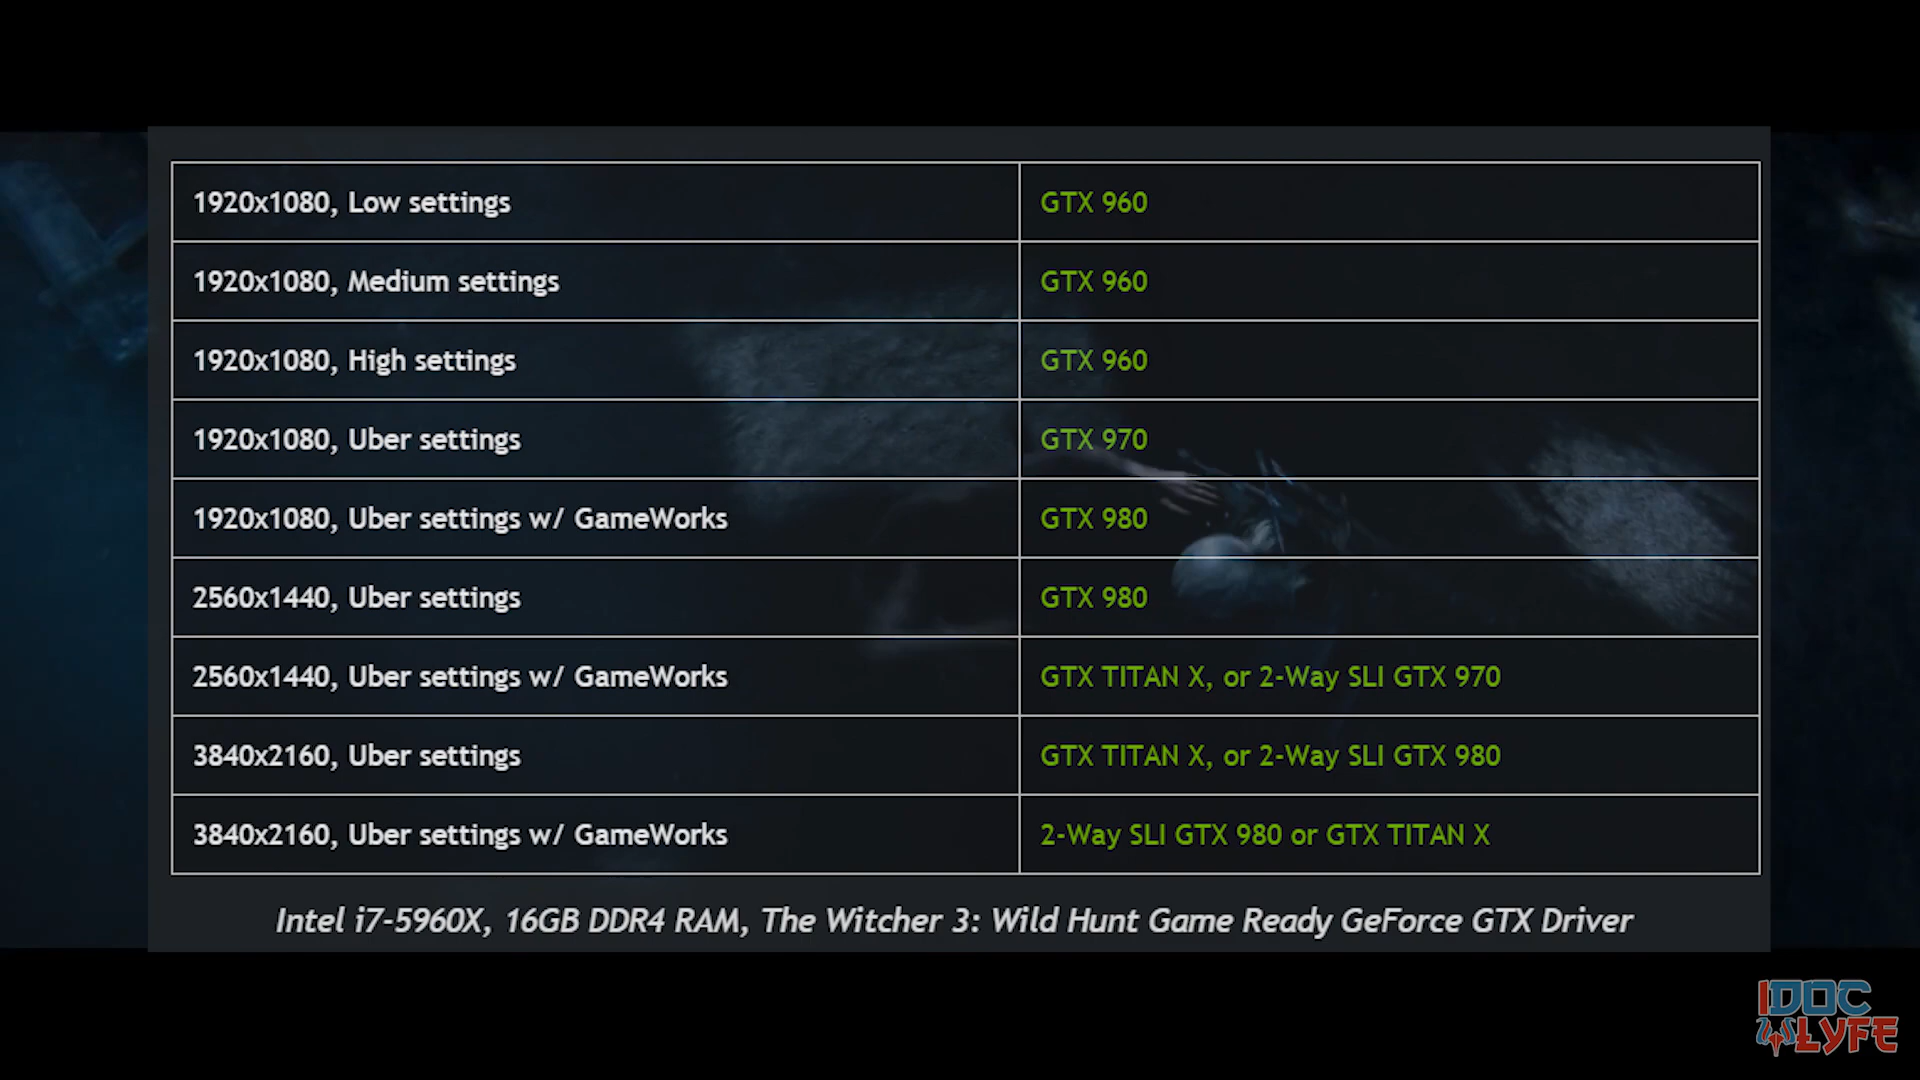 1920x1080, Low settings GTX 960
1920x1080, Medium settings GTX 960
1920x1080, High settings GTX 960
1920x1080, Uber settings GTX 970
1920x1080, Uber settings w/ GameWorks GTX 980
2560x1440, Uber settings GTX 980
2560x1440, Uber settings w/ GameWorks GTX TITAN X, or 2-Way SLI GTX 970
3840x2160, Uber settings GTX TITAN X, or 2-Way SLI GTX 980
3840x2160, Uber settings w/ GameWorks 2-Way SLI GTX 980 or GTX TITAN X
Intel i7-5960X, 16GB DDR4 RAM, The Witcher 3: Wild Hunt Game Ready GeForce GTX Driver
IDOC
LYFE